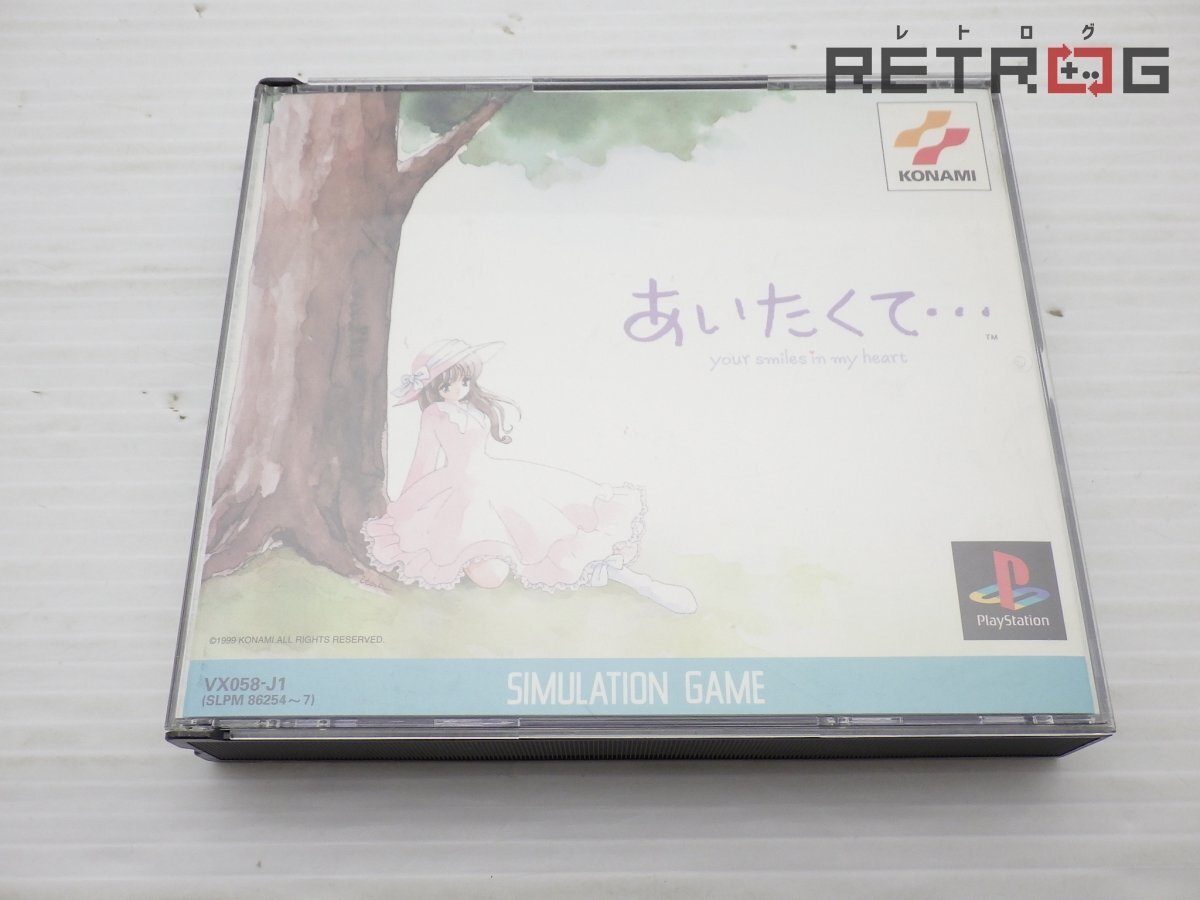 レトログ
RETROG
KONAMI
あいたくて・・・
TM
your smiles in my heart
PlayStation
©1999 KONAMI ALL RIGHTS RESERVED.
VX058-J1
(SLPM 86254～7)
SIMULATION GAME